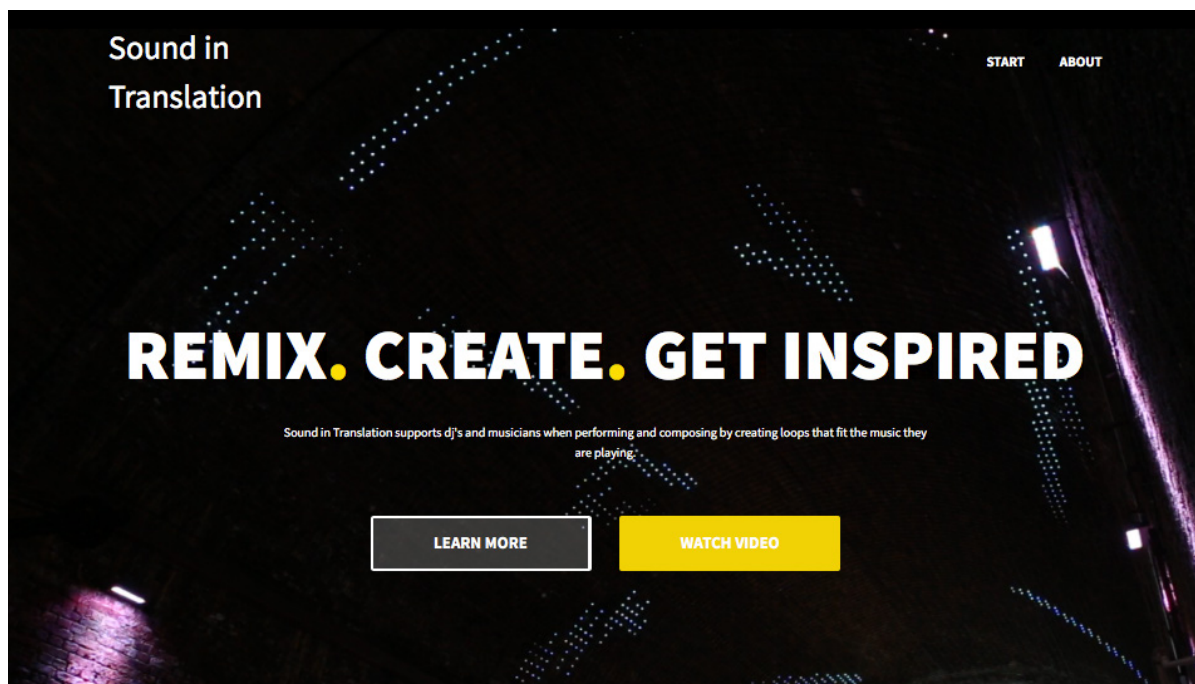 Sound in
Translation
START ABOUT
REMIX. CREATE. GET INSPIRED
Sound in Translation supports dj's and musicians when performing and composing by creating loops that fit the music they
are playing.
LEARN MORE WATCH VIDEO